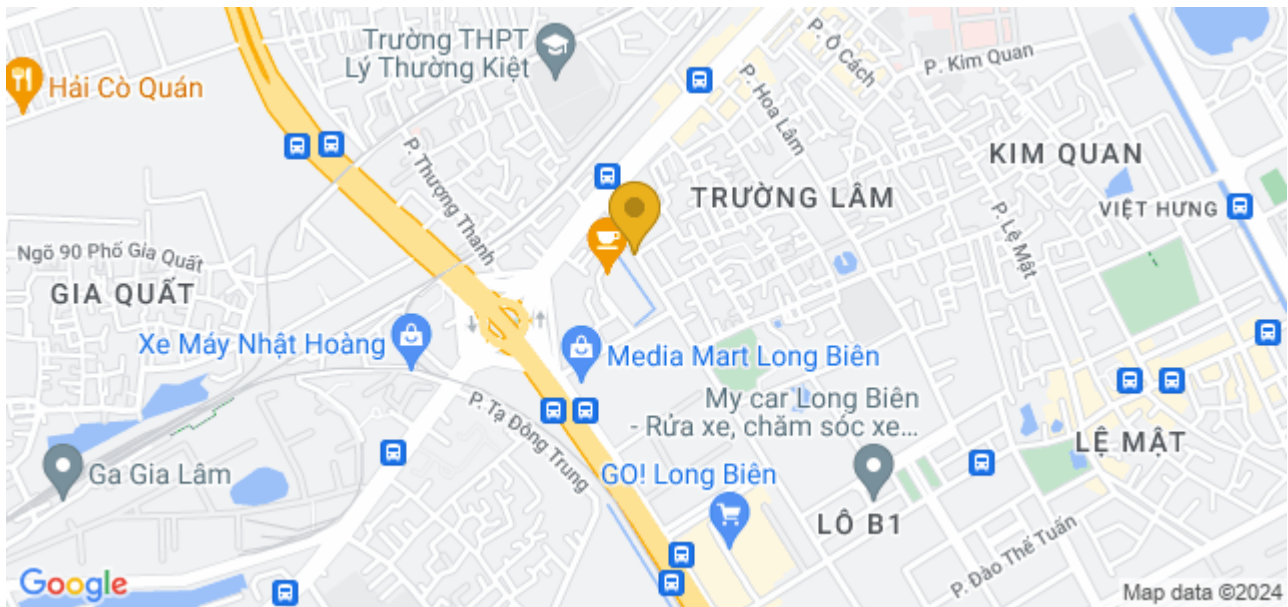 Trường THPT
Lý Thường Kiệt
P. Ô Cách
P. Kim Quan
Hải Cò Quán
P. Hoa Lâm
P. Thượng Thanh
KIM QUAN
TRƯỜNG LÂM
VIỆT HƯNG
P. Lệ Mật
Ngõ 90 Phố Gia Quất
GIA QUẤT
Xe Máy Nhật Hoàng
Media Mart Long Biên
My car Long Biên
- Rửa xe, chăm sóc xe...
P. Tạ Đông Trung
LỆ MẬT
Ga Gia Lâm
GO! Long Biên
LÔ B1
P. Đào Thế Tuấn
Google
Map data ©2024